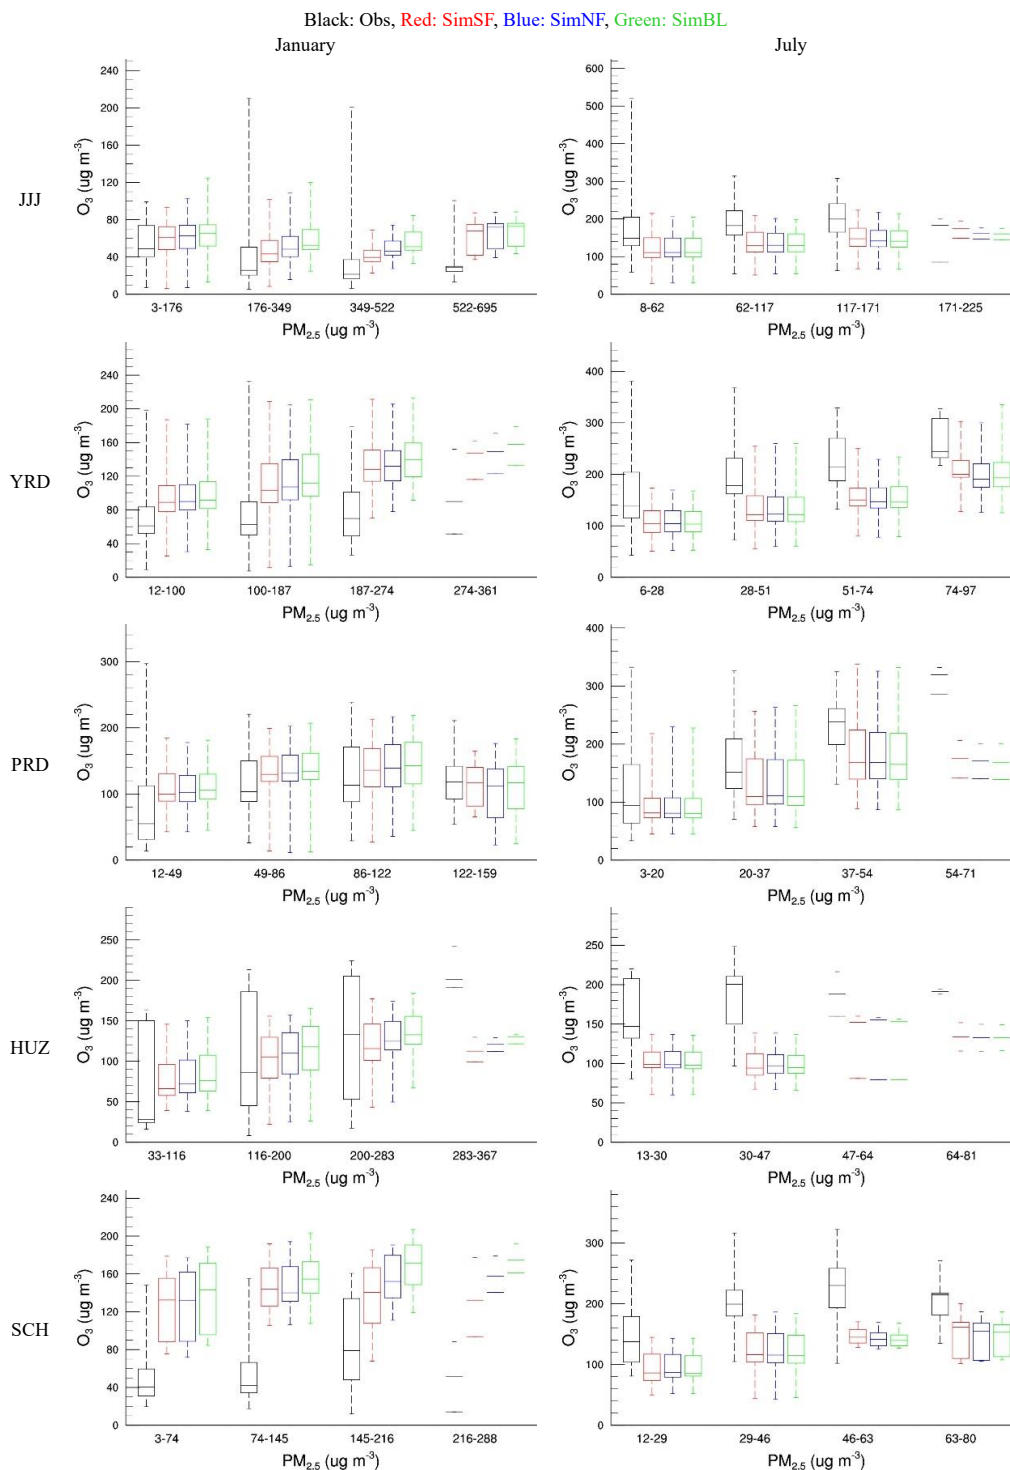 Black: Obs, Red: SimSF, Blue: SimNF, Green: SimBL
January July
JJJ
O3 (ug m-3)
240
200
160
120
80
40
0
3-176 176-349 349-522 522-695
PM2.5 (ug m-3)
O3 (ug m-3)
600
500
400
300
200
100
0
8-62 62-117 117-171 171-225
PM2.5 (ug m-3)
YRD
O3 (ug m-3)
240
200
160
120
80
40
0
12-100 100-187 187-274 274-361
PM2.5 (ug m-3)
O3 (ug m-3)
400
300
200
100
0
6-28 28-51 51-74 74-97
PM2.5 (ug m-3)
PRD
O3 (ug m-3)
300
200
100
0
12-49 49-86 86-122 122-159
PM2.5 (ug m-3)
O3 (ug m-3)
400
300
200
100
0
3-20 20-37 37-54 54-71
PM2.5 (ug m-3)
HUZ
O3 (ug m-3)
250
200
150
100
50
0
33-116 116-200 200-283 283-367
PM2.5 (ug m-3)
O3 (ug m-3)
250
200
150
100
50
0
13-30 30-47 47-64 64-81
PM2.5 (ug m-3)
SCH
O3 (ug m-3)
240
200
160
120
80
40
0
3-74 74-145 145-216 216-288
PM2.5 (ug m-3)
O3 (ug m-3)
300
200
100
0
12-29 29-46 46-63 63-80
PM2.5 (ug m-3)